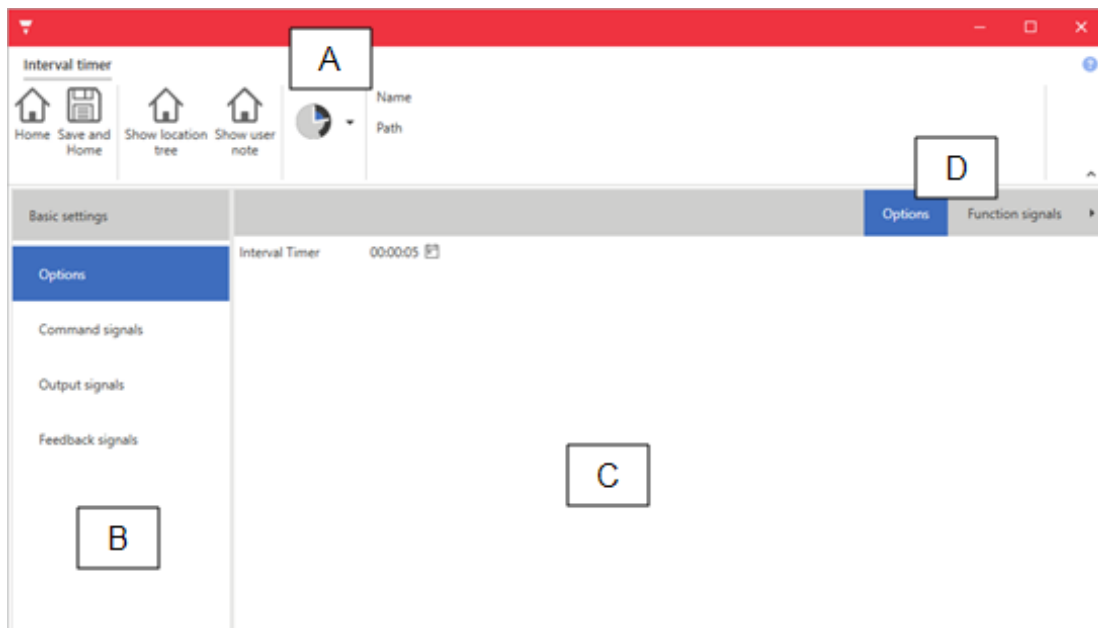 A
Interval timer
Home
Save and
Home
Show location
tree
Show user
note
Name
Path
D
Basic settings
Options
Function signals
Options
Interval Timer
00:00:05
Command signals
Output signals
Feedback signals
C
B